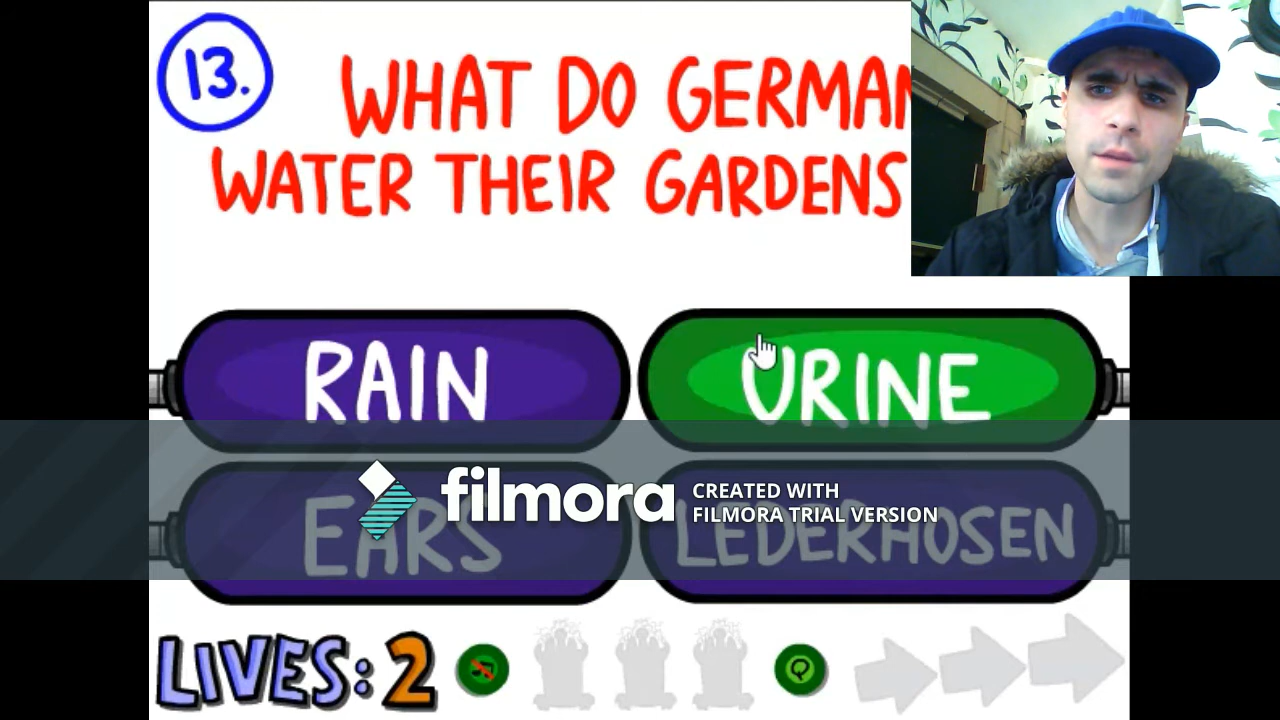 13.
WHAT DO GERMAN
WATER THEIR GARDENS
RAIN
URINE
EARS
LEDERHOSEN
filmora
CREATED WITH
FILMORA TRIAL VERSION
LIVES: 2